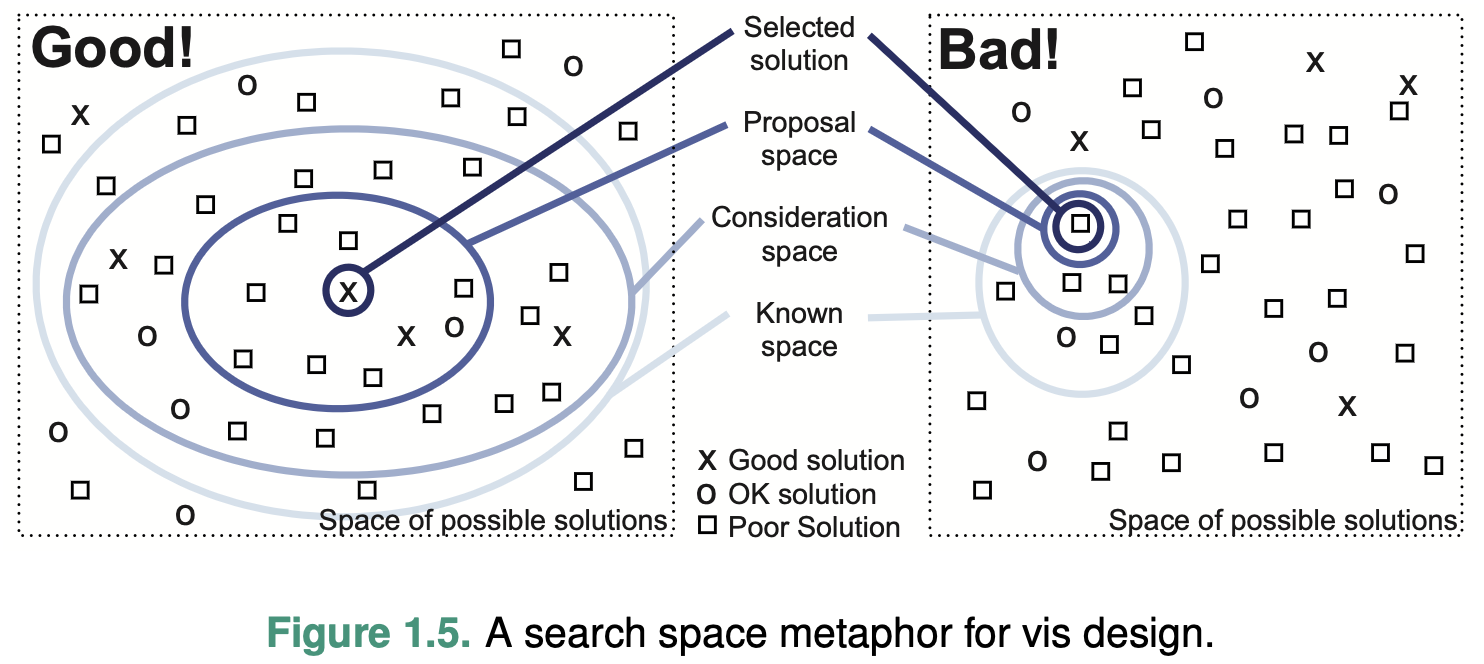 Good!
Selected
solution
Proposal
space
Consideration
space
Known
space
X Good solution
O OK solution
Poor Solution
Space of possible solutions
Bad!
Space of possible solutions
Figure 1.5. A search space metaphor for vis design.